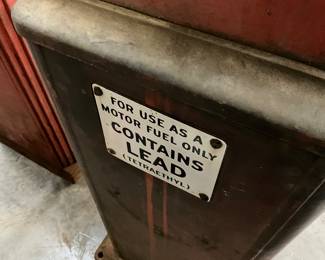 FOR USE AS A
MOTOR FUEL ONLY
CONTAINS
LEAD
(TETRAETHYL)